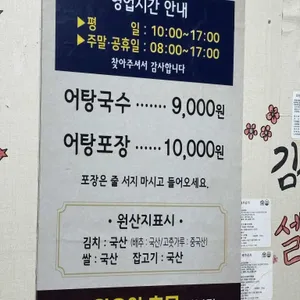 영업시간 안내
▶평 일 : 10:00~17:00
▶주말·공휴일 : 08:00~17:00
찾아주셔서 감사합니다
어탕국수 ······· 9,000원
어탕포장 ······ 10,000원
포장은 줄 서지 마시고 들어오세요.
· 원산지표시 ·
김치 : 국산 (배추 : 국산/고춧가루 : 중국산)
쌀 : 국산 잡고기 : 국산
김
셀